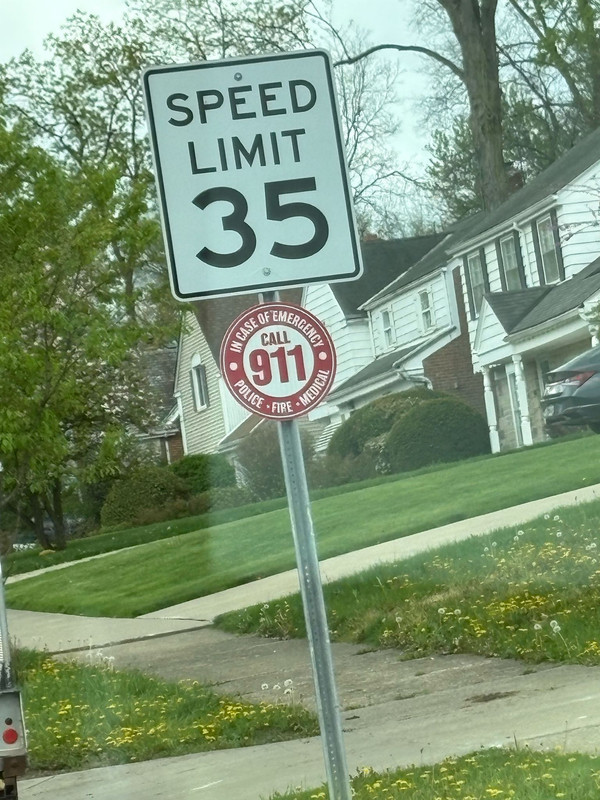 SPEED
LIMIT
35
IN CASE OF EMERGENCY
CALL
911
POLICE • FIRE • MEDICAL